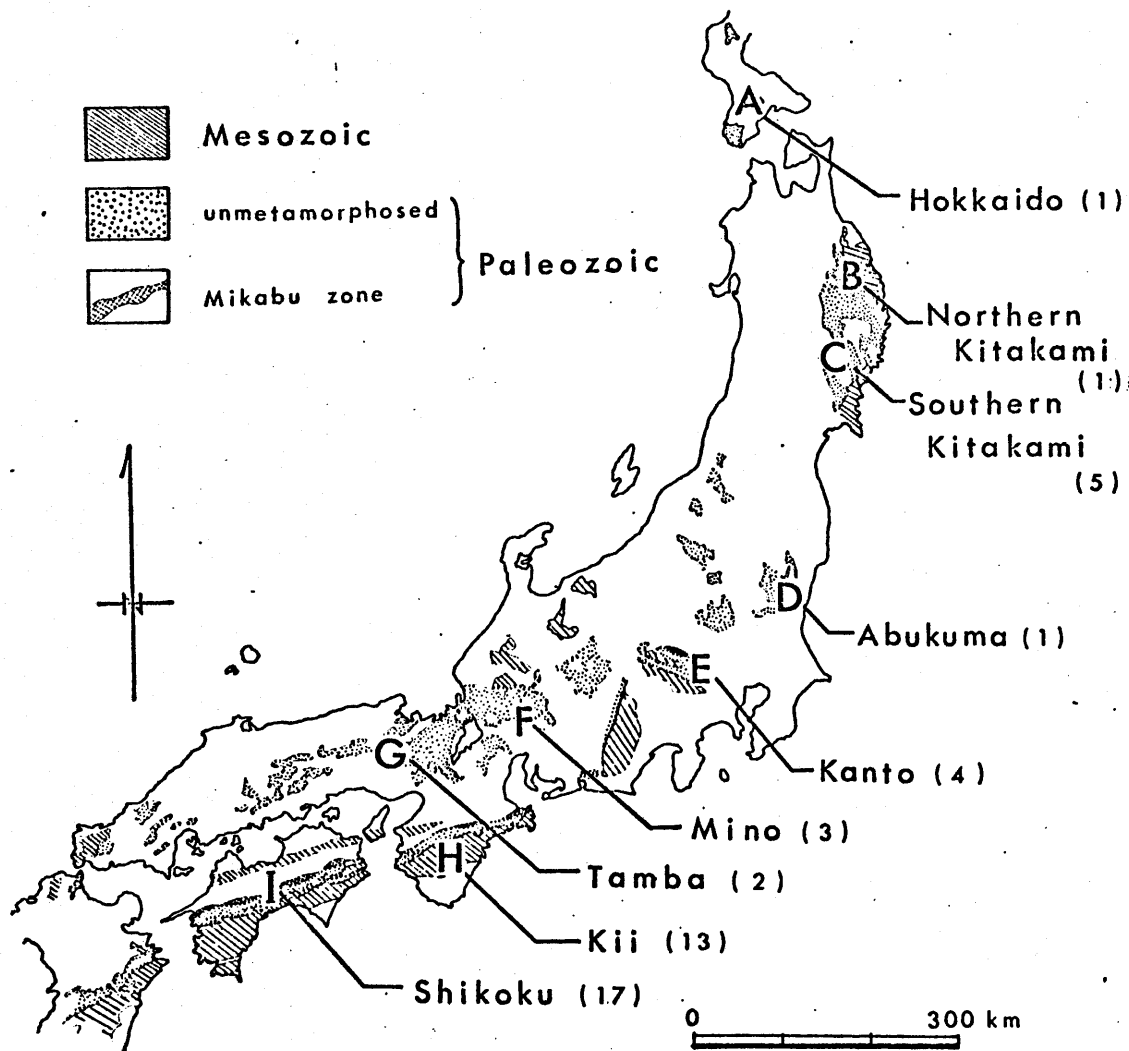 Mesozoic
unmetamorphosed
Paleozoic
Mikabu zone
A
Hokkaido (1)
B
Northern
Kitakami
(1)
C
Southern
Kitakami
(5)
D
Abukuma (1)
E
Kanto (4)
F
Mino (3)
G
Tamba (2)
H
Kii (13)
I
Shikoku (17)
0 300 km